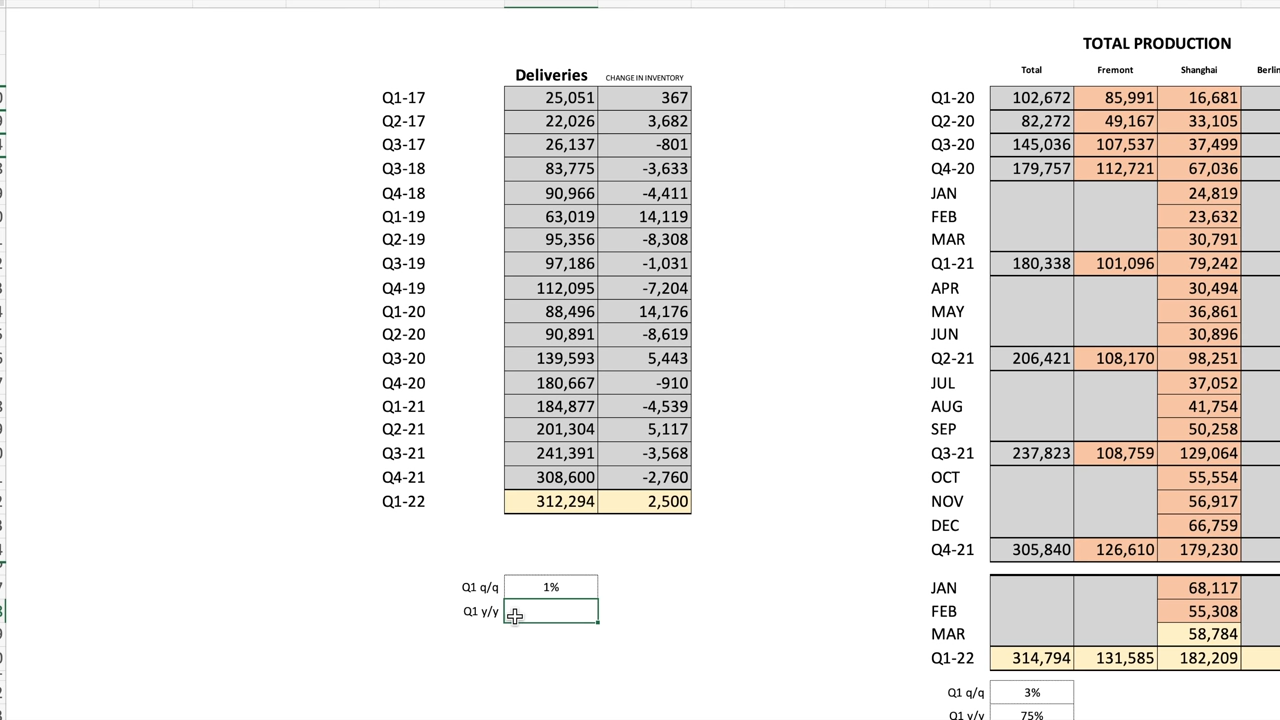 TOTAL PRODUCTION
Deliveries CHANGE IN INVENTORY
Q1-17 25,051 367
Q2-17 22,026 3,682
Q3-17 26,137 -801
Q3-18 83,775 -3,633
Q4-18 90,966 -4,411
Q1-19 63,019 14,119
Q2-19 95,356 -8,308
Q3-19 97,186 -1,031
Q4-19 112,095 -7,204
Q1-20 88,496 14,176
Q2-20 90,891 -8,619
Q3-20 139,593 5,443
Q4-20 180,667 -910
Q1-21 184,877 -4,539
Q2-21 201,304 5,117
Q3-21 241,391 -3,568
Q4-21 308,600 -2,760
Q1-22 312,294 2,500
Q1 q/q 1%
Q1 y/y
Total Fremont Shanghai Berlin
Q1-20 102,672 85,991 16,681
Q2-20 82,272 49,167 33,105
Q3-20 145,036 107,537 37,499
Q4-20 179,757 112,721 67,036
JAN 24,819
FEB 23,632
MAR 30,791
Q1-21 180,338 101,096 79,242
APR 30,494
MAY 36,861
JUN 30,896
Q2-21 206,421 108,170 98,251
JUL 37,052
AUG 41,754
SEP 50,258
Q3-21 237,823 108,759 129,064
OCT 55,554
NOV 56,917
DEC 66,759
Q4-21 305,840 126,610 179,230
JAN 68,117
FEB 55,308
MAR 58,784
Q1-22 314,794 131,585 182,209
Q1 q/q 3%
Q1 y/y 75%